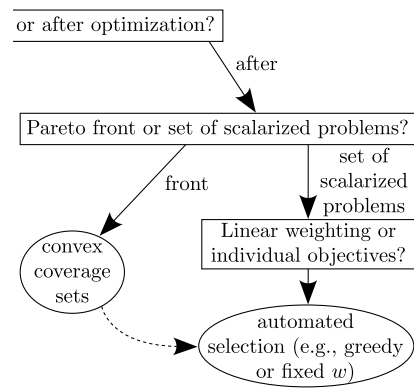 or after optimization?
after
Pareto front or set of scalarized problems?
front
set of
scalarized
problems
Linear weighting or
individual objectives?
convex
coverage
sets
automated
selection (e.g., greedy
or fixed w)